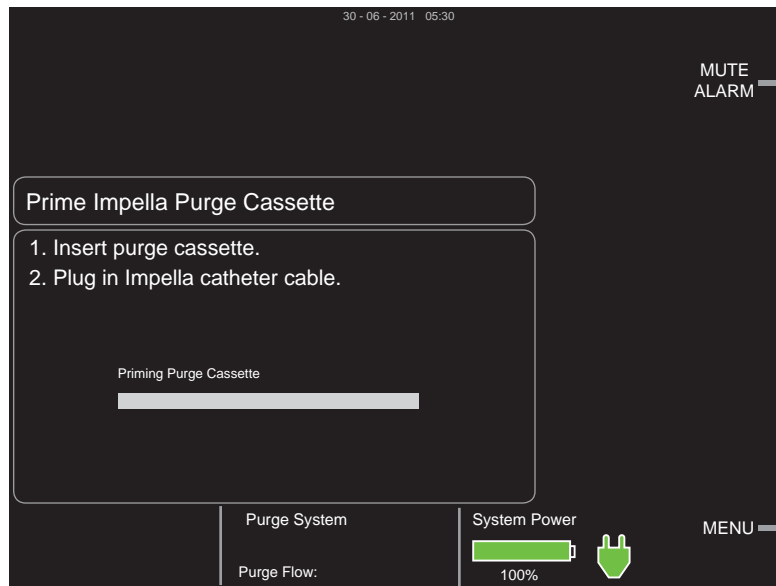 30 - 06 - 2011 05:30
MUTE
ALARM
Prime Impella Purge Cassette
1. Insert purge cassette.
2. Plug in Impella catheter cable.
Priming Purge Cassette
Purge System
System Power
MENU
Purge Flow:
100%